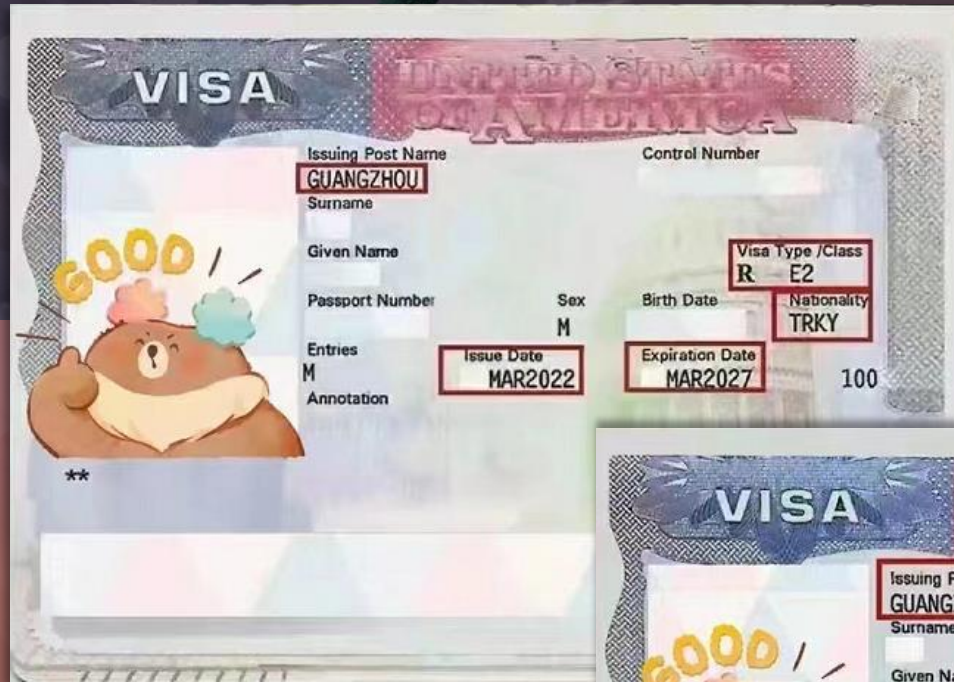 VISA
UNITED STATES
OF AMERICA
Issuing Post Name
Control Number
GUANGZHOU
Surname
Given Name
Visa Type /Class
R E2
Passport Number
Sex
Birth Date
Nationality
M
TRKY
Entries
Issue Date
Expiration Date
M
MAR2022
MAR2027
100
Annotation
GOOD
**
VISA
Issuing P
GUANG
Surname
GOOD
Given Na